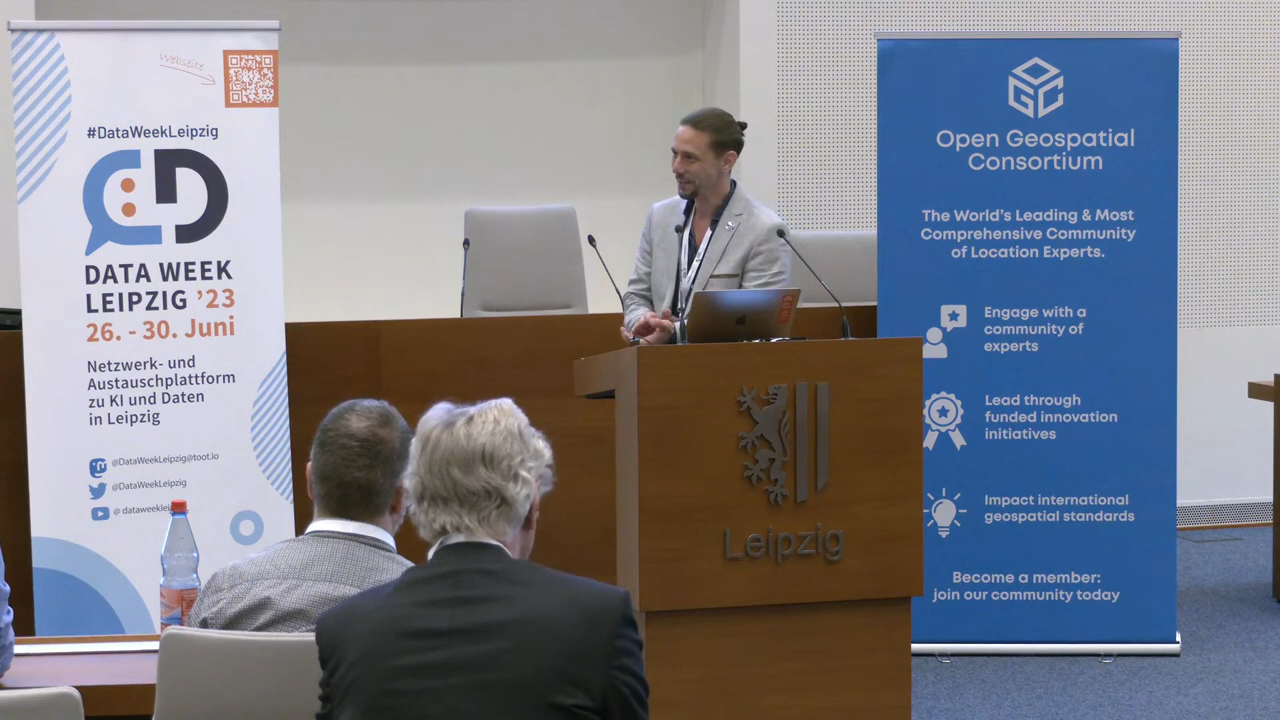 Webseite
#DataWeekLeipzig
DATA WEEK
LEIPZIG ’23
26. - 30. Juni
Netzwerk- und
Austauschplattform
zu KI und Daten
in Leipzig
@DataWeekLeipzig@toot.io
@DataWeekLeipzig
@ dataweeklei
Leipzig
OGC
Open Geospatial
Consortium
The World’s Leading & Most
Comprehensive Community
of Location Experts.
Engage with a
community of
experts
Lead through
funded innovation
initiatives
Impact international
geospatial standards
Become a member:
join our community today